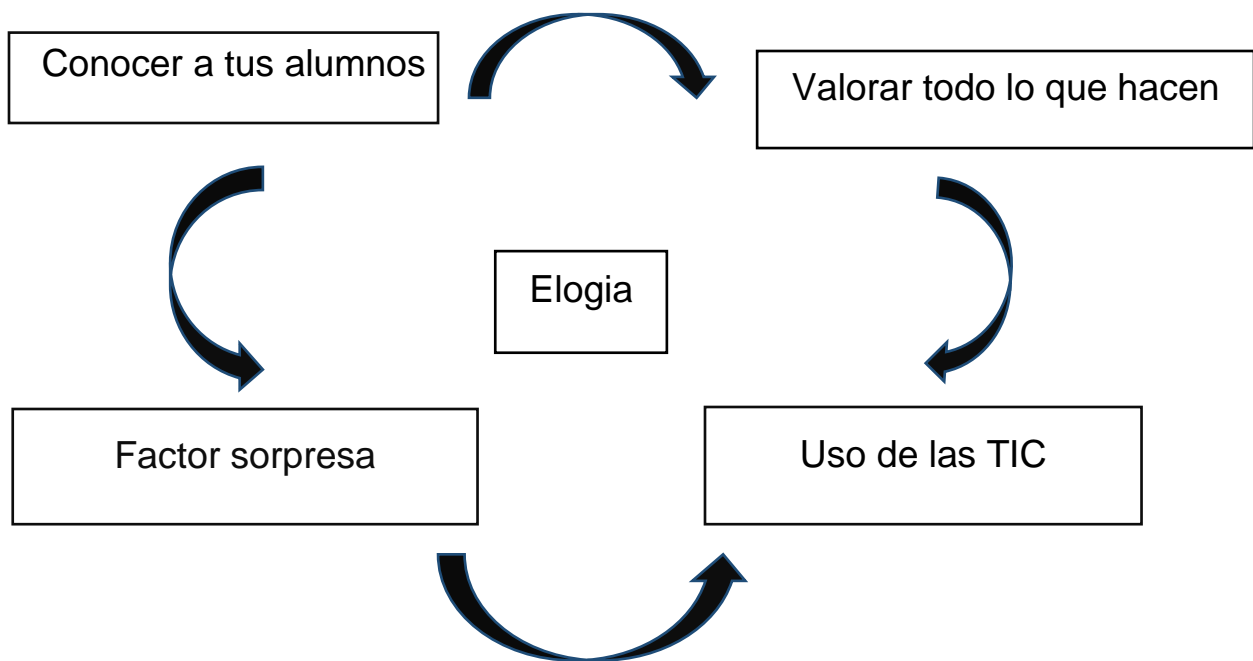 Conocer a tus alumnos
Valorar todo lo que hacen
Elogia
Factor sorpresa
Uso de las TIC